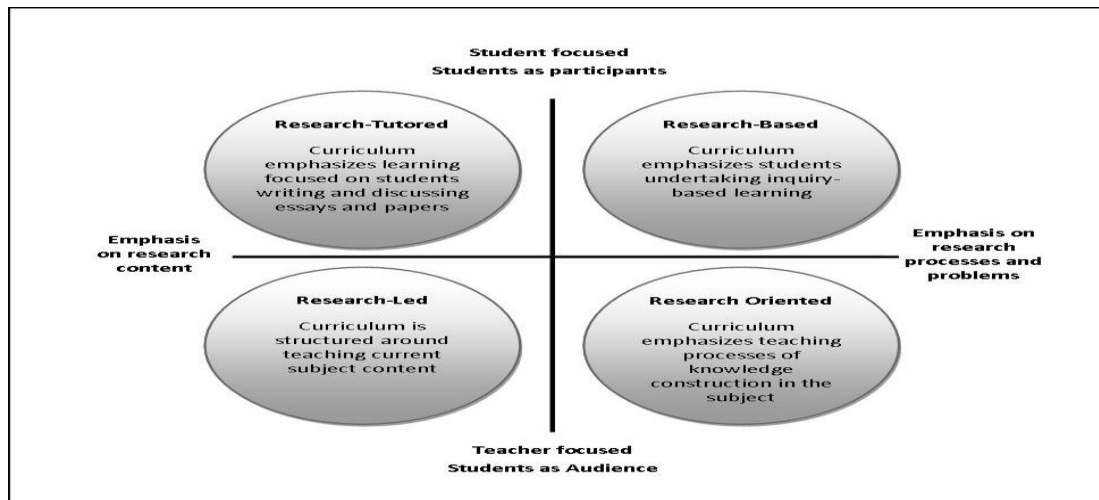 Student focused
Students as participants
Research-Tutored
Curriculum
emphasizes learning
focused on students
writing and discussing
essays and papers
Research-Based
Curriculum
emphasizes students
undertaking inquiry-
based learning
Emphasis
on research
content
Emphasis on
research
processes and
problems
Research-Led
Curriculum is
structured around
teaching current
subject content
Research Oriented
Curriculum
emphasizes teaching
processes of
knowledge
construction in the
subject
Teacher focused
Students as Audience